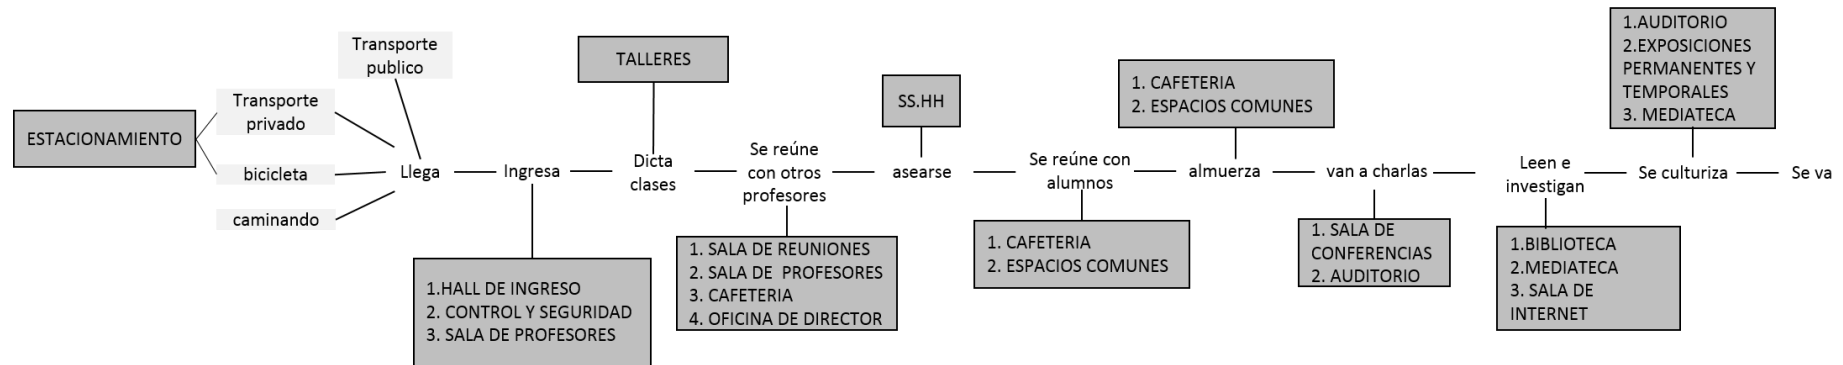 ESTACIONAMIENTO
Transporte
publico
Transporte
privado
bicicleta
caminando
Llega
Ingresa
1.HALL DE INGRESO
2. CONTROL Y SEGURIDAD
3. SALA DE PROFESORES
TALLERES
Dicta
clases
Se reúne
con otros
profesores
1. SALA DE REUNIONES
2. SALA DE PROFESORES
3. CAFETERIA
4. OFICINA DE DIRECTOR
SS.HH
asearse
Se reúne con
alumnos
1. CAFETERIA
2. ESPACIOS COMUNES
1. CAFETERIA
2. ESPACIOS COMUNES
almuerza
van a charlas
1. SALA DE
CONFERENCIAS
2. AUDITORIO
Leen e
investigan
1.BIBLIOTECA
2.MEDIATECA
3. SALA DE
INTERNET
1.AUDITORIO
2.EXPOSICIONES
PERMANENTES Y
TEMPORALES
3. MEDIATECA
Se culturiza
Se va